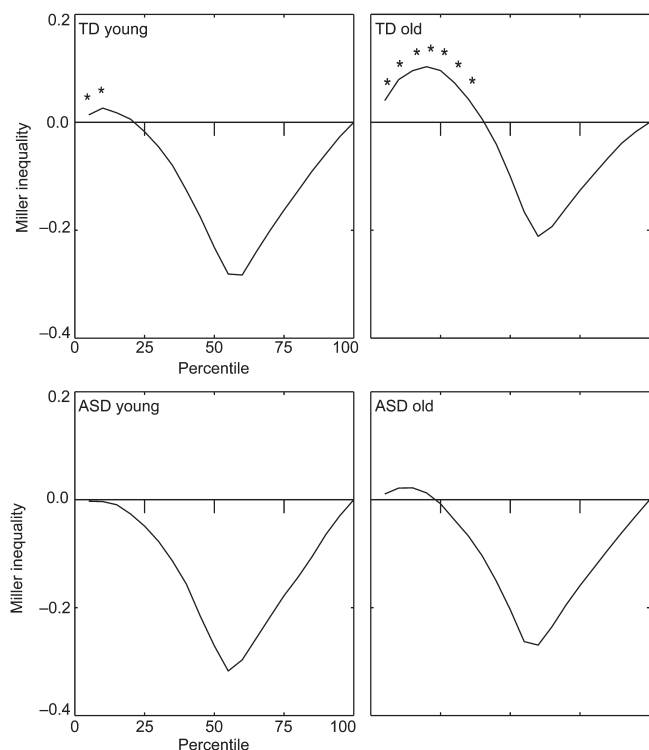 0.2
TD young
TD old
* *
* * * * * * *
0.0
Miller inequality
–0.2
–0.4
0 25 50 75 100
Percentile
0.2
ASD young
ASD old
0.0
Miller inequality
–0.2
–0.4
0 25 50 75 100
Percentile